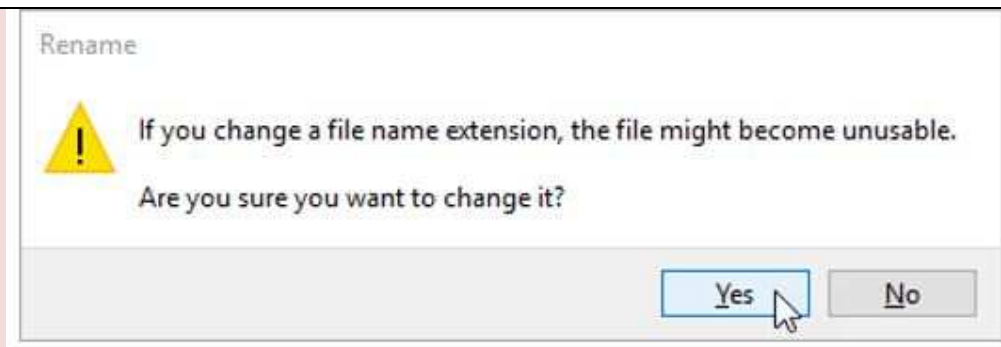 Rename
If you change a file name extension, the file might become unusable.
Are you sure you want to change it?
Yes
No